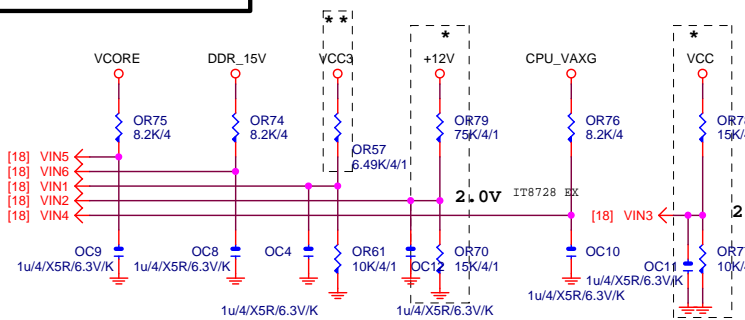 * *
*
*
VCORE
DDR_15V
VCC3
+12V
CPU_VAXG
VCC
OR75
8.2K/4
OR74
8.2K/4
OR57
6.49K/4/1
OR79
75K/4/1
OR76
8.2K/4
15K/4
[18] VIN5
[18] VIN6
[18] VIN1
[18] VIN2
[18] VIN4
2.0V
IT8728 EX
[18] VIN3
2
OC9
1u/4/X5R/6.3V/K
OC8
1u/4/X5R/6.3V/K
OC4
1u/4/X5R/6.3V/K
OR61
10K/4/1
OC12
1u/4/X5R/6.3V/K
OR70
15K/4/1
OC10
1u/4/X5R/6.3V/K
OC11
1u/4/X5R/6.3V/K
10K/4